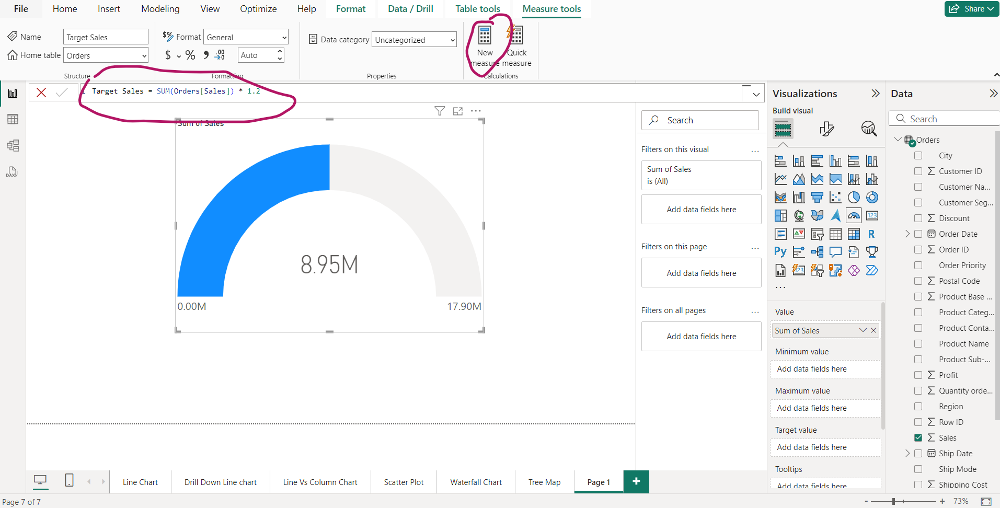 File Home Insert Modeling View Optimize Help Format Data / Drill Table tools Measure tools Share
Name Target Sales
Home table Orders
Structure
$% Format General
$ % , .00 Auto
Formatting
Data category Uncategorized
Properties
New measure
Quick measure
Calculations
1 Target Sales = SUM(Orders[Sales]) * 1.2
DAX
Sum of Sales
8.95M
0.00M 17.90M
Search
Filters on this visual ...
Sum of Sales
is (All)
Add data fields here
Filters on this page ...
Add data fields here
Filters on all pages ...
Add data fields here
Visualizations
Build visual
123
R
Py
123
...
Value
Sum of Sales
Minimum value
Add data fields here
Maximum value
Add data fields here
Target value
Add data fields here
Tooltips
Add data fields here
Data
Search
Orders
City
Σ Customer ID
Customer Na...
Customer Seg...
Σ Discount
Order Date
Σ Order ID
Order Priority
Σ Postal Code
Σ Product Base ...
Product Categ...
Product Conta...
Product Name
Product Sub-...
Σ Profit
Σ Quantity orde...
Region
Σ Row ID
Σ Sales
Ship Date
Ship Mode
Σ Shipping Cost
Line Chart Drill Down Line chart Line Vs Column Chart Scatter Plot Waterfall Chart Tree Map Page 1 +
Page 7 of 7
- + 73%